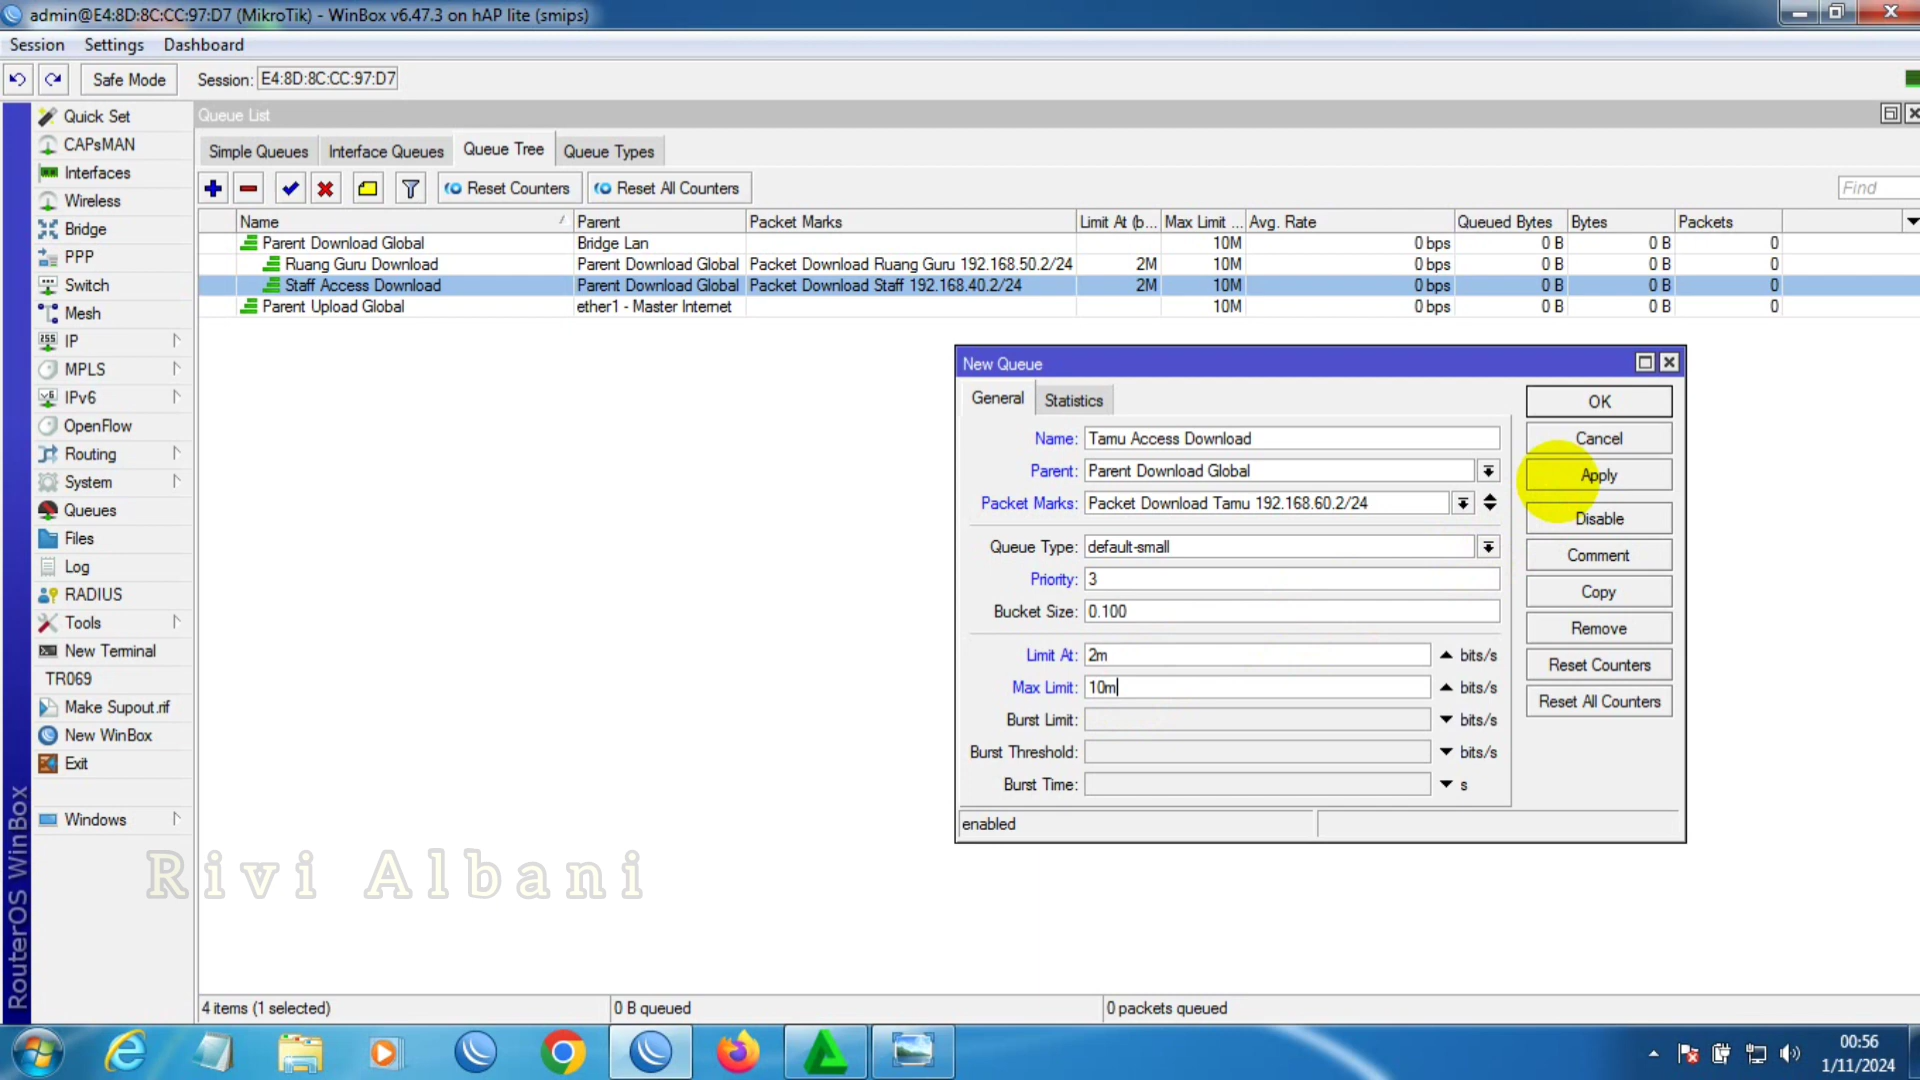 admin@E4:8D:8C:CC:97:D7 (MikroTik) - WinBox v6.47.3 on hAP lite (smips)
Session Settings Dashboard
Safe Mode Session: E4:8D:8C:CC:97:D7
Quick Set
CAPsMAN
Interfaces
Wireless
Bridge
PPP
Switch
Mesh
IP
MPLS
IPv6
OpenFlow
Routing
System
Queues
Files
Log
RADIUS
Tools
New Terminal
TR069
Make Supout.rif
New WinBox
Exit
Windows
RouterOS WinBox
Queue List
Simple Queues Interface Queues Queue Tree Queue Types
Reset Counters Reset All Counters Find
Name Parent Packet Marks Limit At (b... Max Limit ... Avg. Rate Queued Bytes Bytes Packets
Parent Download Global Bridge Lan 10M 0 bps 0 B 0 B 0
Ruang Guru Download Parent Download Global Packet Download Ruang Guru 192.168.50.2/24 2M 10M 0 bps 0 B 0 B 0
Staff Access Download Parent Download Global Packet Download Staff 192.168.40.2/24 2M 10M 0 bps 0 B 0 B 0
Parent Upload Global ether1 - Master Internet 10M 0 bps 0 B 0 B 0
New Queue
General Statistics
Name: Tamu Access Download
Parent: Parent Download Global
Packet Marks: Packet Download Tamu 192.168.60.2/24
Queue Type: default-small
Priority: 3
Bucket Size: 0.100
Limit At: 2m bits/s
Max Limit: 10m bits/s
Burst Limit: bits/s
Burst Threshold: bits/s
Burst Time: s
enabled
OK
Cancel
Apply
Disable
Comment
Copy
Remove
Reset Counters
Reset All Counters
Rivi Albani
4 items (1 selected) 0 B queued 0 packets queued
00:56
1/11/2024